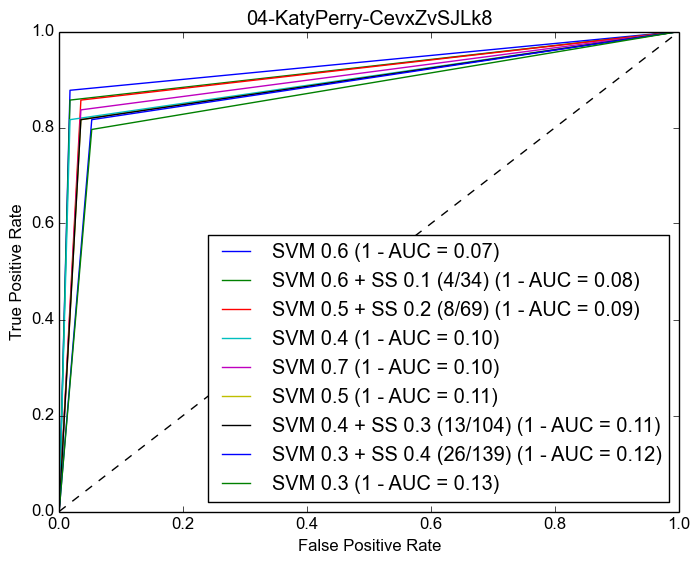 04-KatyPerry-CevxZvSJLk8
1.0
0.8
0.6
0.4
0.2
0.0
True Positive Rate
SVM 0.6 (1 - AUC = 0.07)
SVM 0.6 + SS 0.1 (4/34) (1 - AUC = 0.08)
SVM 0.5 + SS 0.2 (8/69) (1 - AUC = 0.09)
SVM 0.4 (1 - AUC = 0.10)
SVM 0.7 (1 - AUC = 0.10)
SVM 0.5 (1 - AUC = 0.11)
SVM 0.4 + SS 0.3 (13/104) (1 - AUC = 0.11)
SVM 0.3 + SS 0.4 (26/139) (1 - AUC = 0.12)
SVM 0.3 (1 - AUC = 0.13)
0.0 0.2 0.4 0.6 0.8 1.0
False Positive Rate